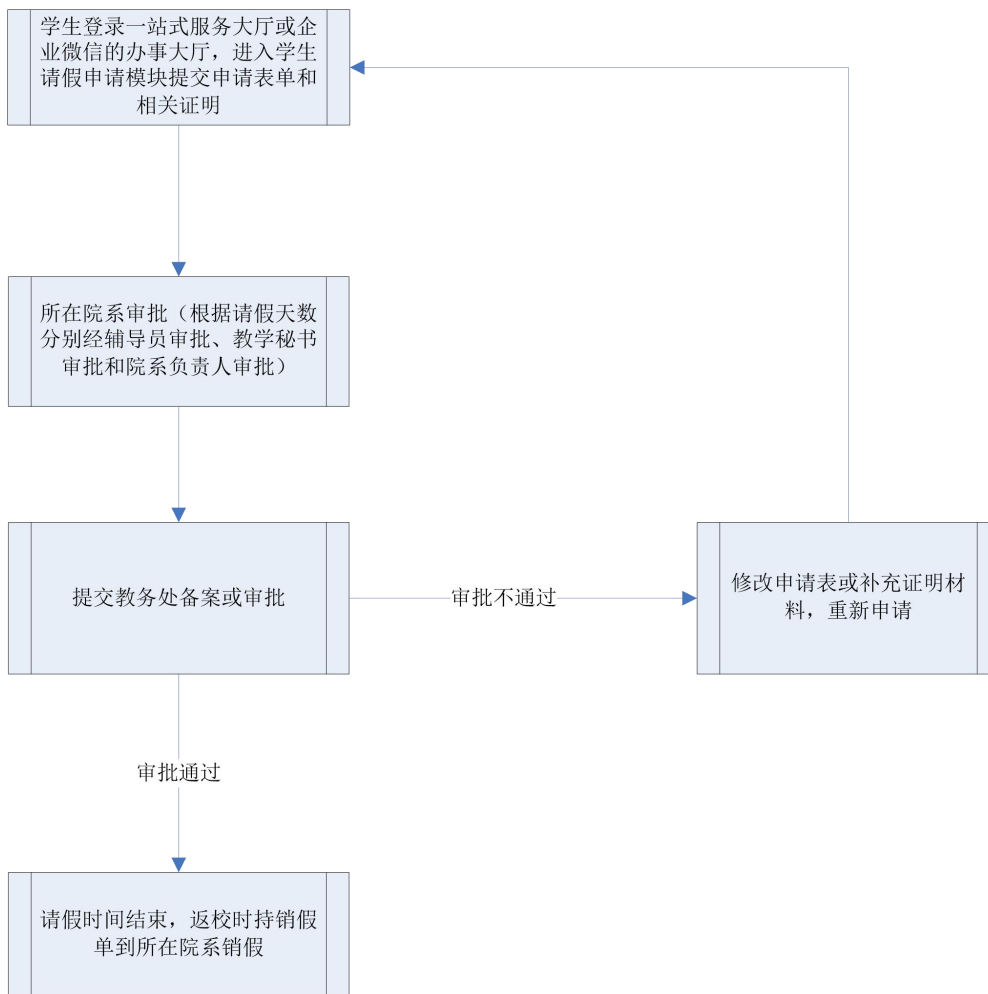 学生登录一站式服务大厅或企
业微信的办事大厅，进入学生
请假申请模块提交申请表单和
相关证明
所在院系审批（根据请假天数
分别经辅导员审批、教学秘书
审批和院系负责人审批）
提交教务处备案或审批
审批不通过
修改申请表或补充证明材
料，重新申请
审批通过
请假时间结束，返校时持销假
单到所在院系销假